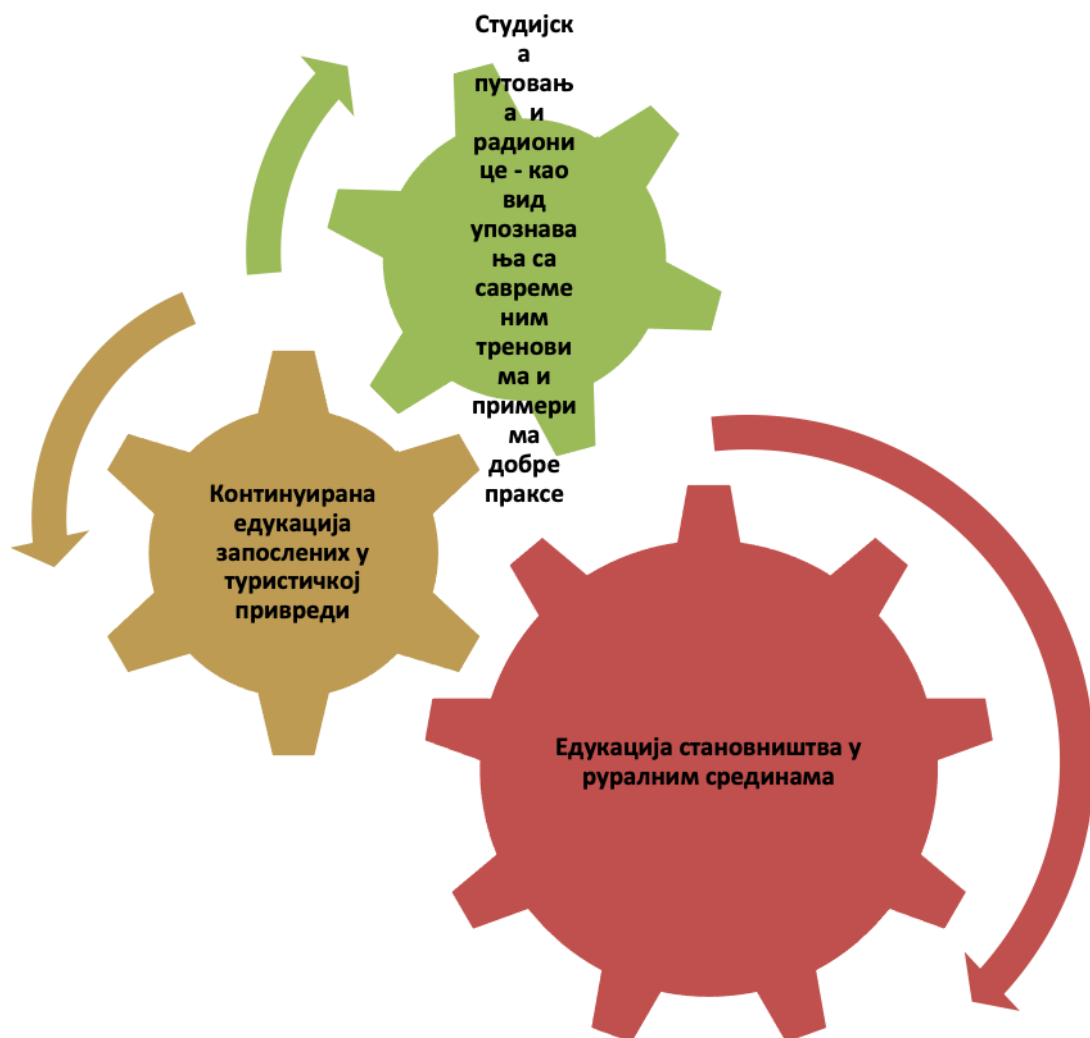 Студијск
а
путовањ
а и
радиони
це - као
вид
упознава
ња са
савреме
ним
тренови
ма и
примери
ма
добре
праксе
Континуирана
едукација
запослених у
туристичкој
привреди
Едукација становништва у
руралним срединама